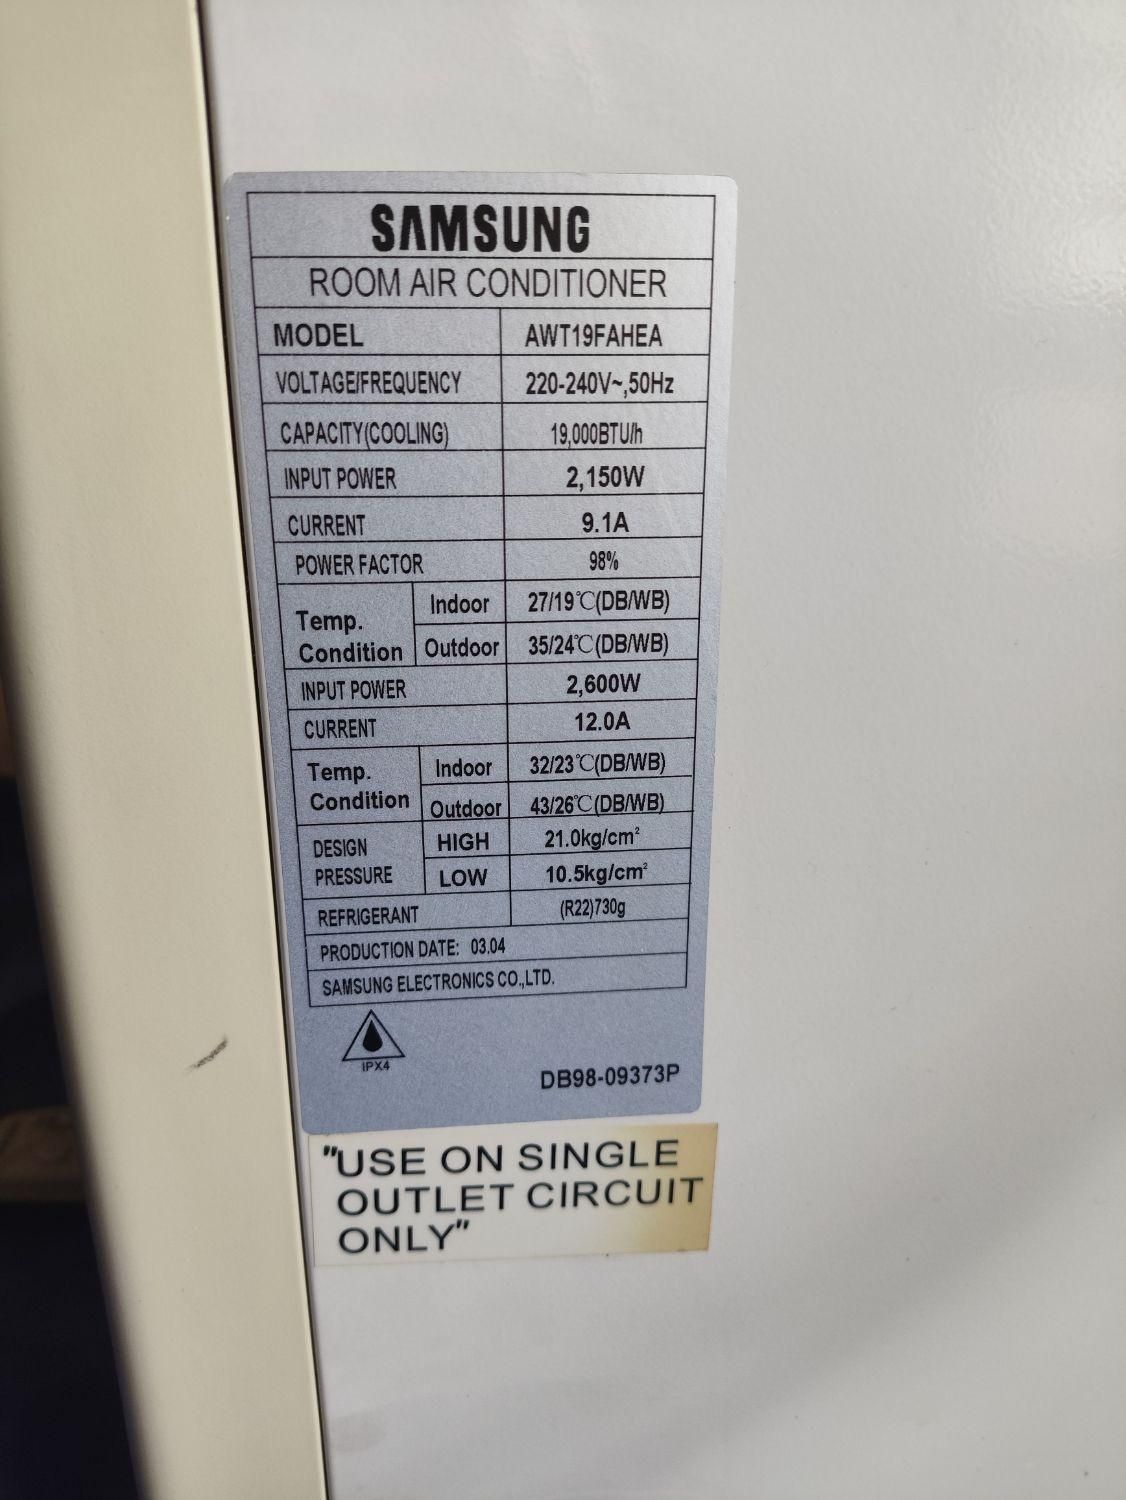 SAMSUNG
ROOM AIR CONDITIONER
MODEL AWT19FAHEA
VOLTAGE/FREQUENCY 220-240V~,50Hz
CAPACITY(COOLING) 19,000BTU/h
INPUT POWER 2,150W
CURRENT 9.1A
POWER FACTOR 98%
Temp. Condition Indoor 27/19℃(DB/WB)
Outdoor 35/24℃(DB/WB)
INPUT POWER 2,600W
CURRENT 12.0A
Temp. Condition Indoor 32/23℃(DB/WB)
Outdoor 43/26℃(DB/WB)
DESIGN PRESSURE HIGH 21.0kg/cm²
LOW 10.5kg/cm²
REFRIGERANT (R22)730g
PRODUCTION DATE: 03.04
SAMSUNG ELECTRONICS CO.,LTD.
IPX4
DB98-09373P
"USE ON SINGLE
OUTLET CIRCUIT
ONLY"